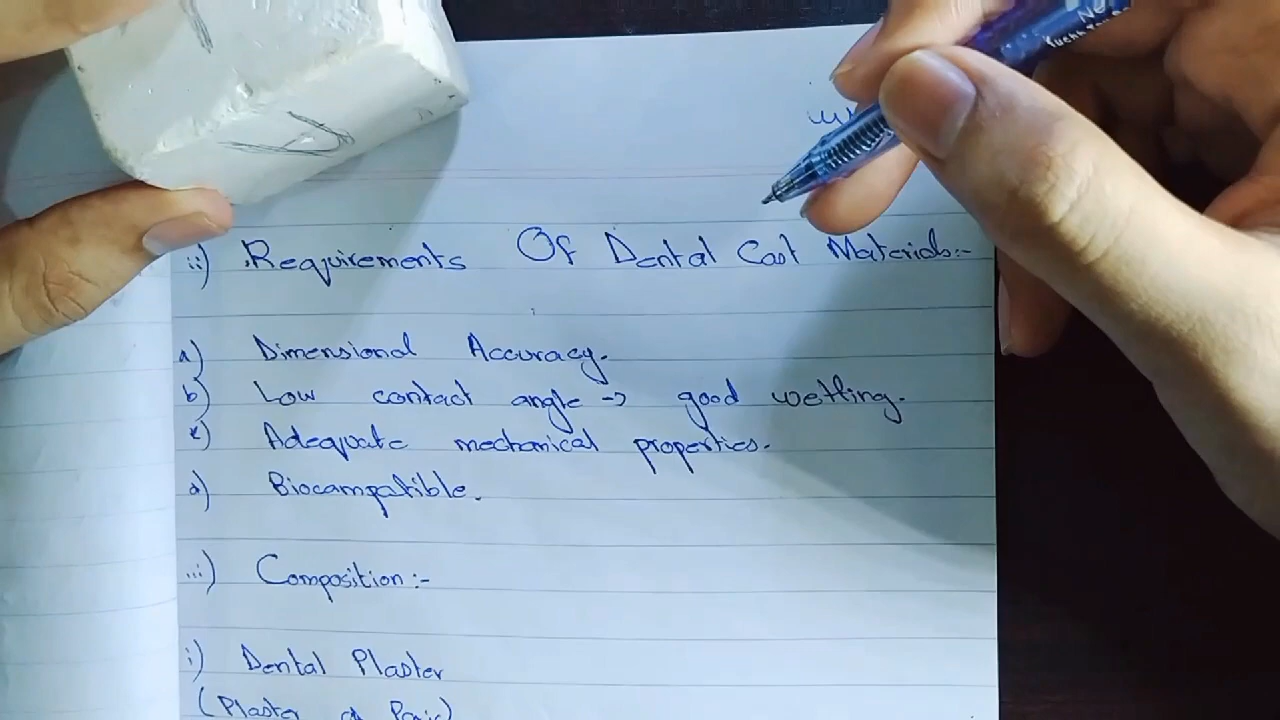 ii) Requirements Of Dental Cast Materials:-
a) Dimensional Accuracy.
b) Low contact angle → good wetting.
c) Adequate mechanical properties.
d) Biocompatible.
iii) Composition:-
i) Dental Plaster
(Plaster of Paris)